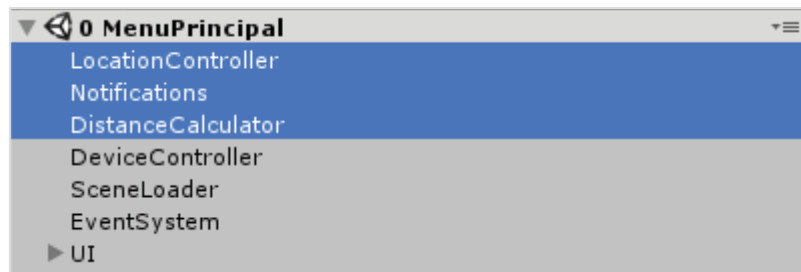 0 MenuPrincipal
LocationController
Notifications
DistanceCalculator
DeviceController
SceneLoader
EventSystem
UI